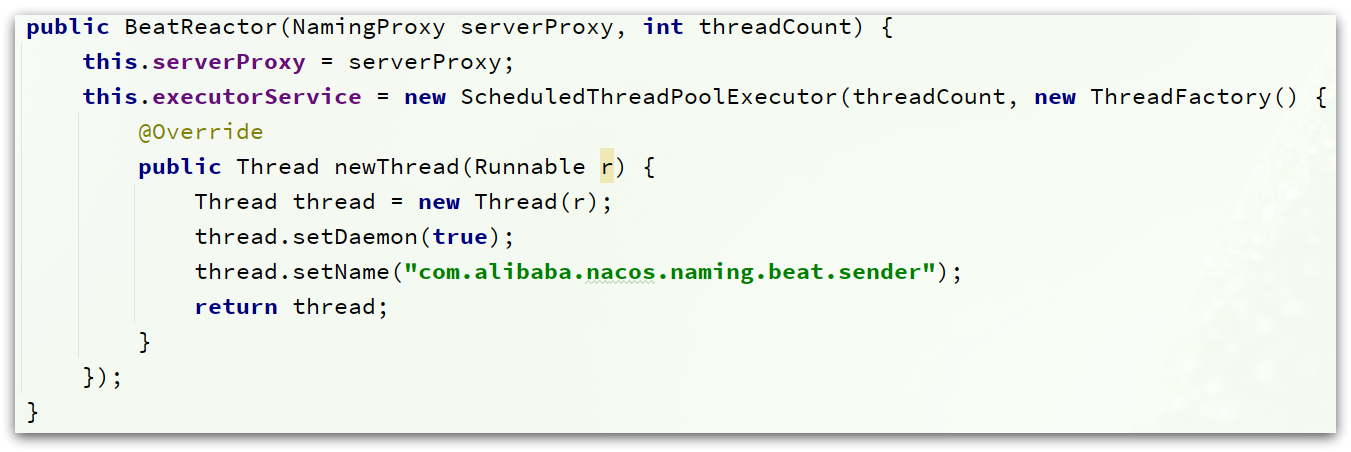 public BeatReactor(NamingProxy serverProxy, int threadCount) {
    this.serverProxy = serverProxy;
    this.executorService = new ScheduledThreadPoolExecutor(threadCount, new ThreadFactory() {
        @Override
        public Thread newThread(Runnable r) {
            Thread thread = new Thread(r);
            thread.setDaemon(true);
            thread.setName("com.alibaba.nacos.naming.beat.sender");
            return thread;
        }
    });
}